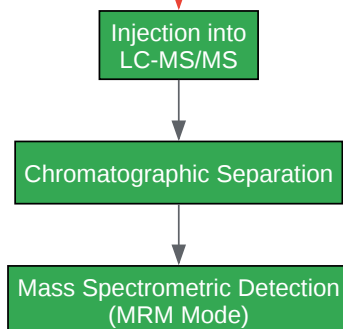 Injection into
LC-MS/MS
Chromatographic Separation
Mass Spectrometric Detection
(MRM Mode)